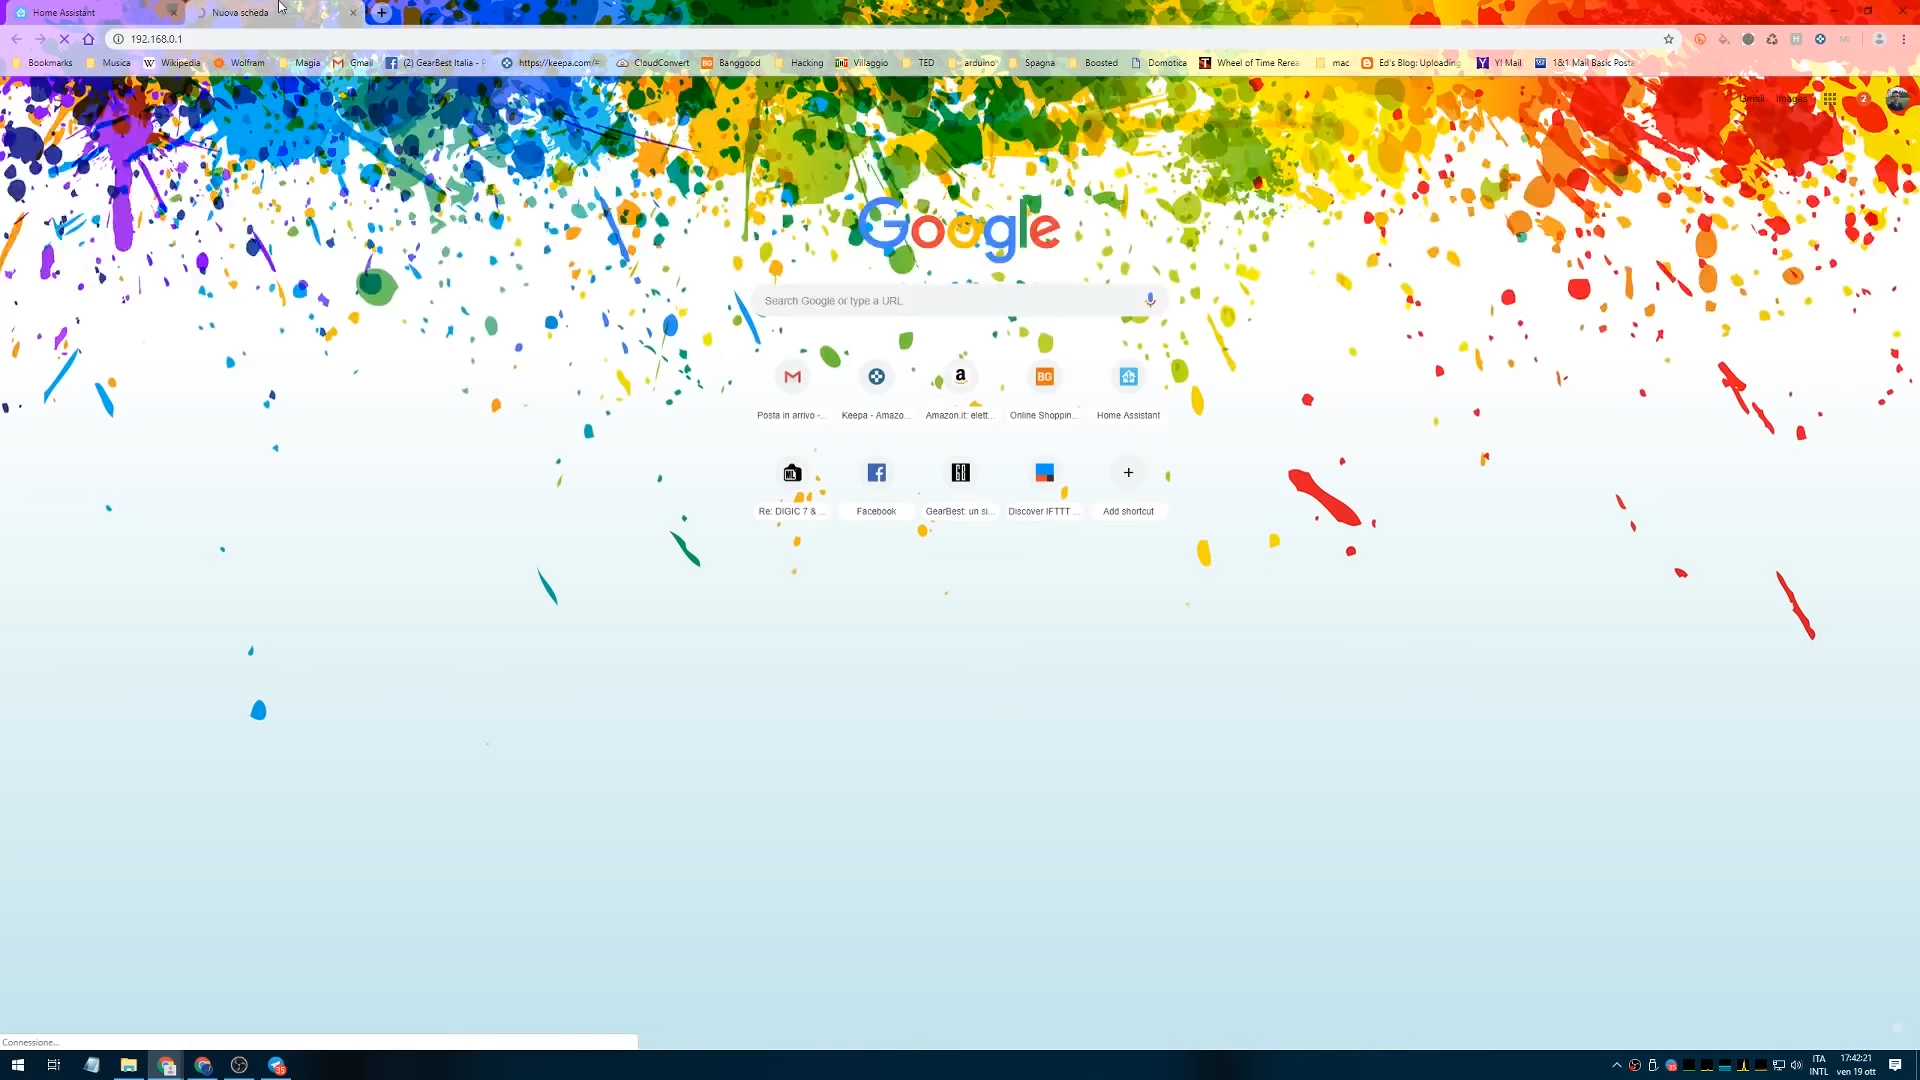 Home Assistant
Nuova scheda
192.168.0.1
Bookmarks Musica Wikipedia Wolfram Magia Gmail (2) GearBest Italia - https://keepa.com/# CloudConvert Banggood Hacking Villaggio TED arduino Spagna Boosted Domotica Wheel of Time Rerea mac Ed's Blog: Uploading Y! Mail 1&1 Mail Basic Posta
Gmail Images 2
Google
Search Google or type a URL
Posta in arrivo -... Keepa - Amazo... Amazon.it: elett... Online Shoppin... Home Assistant
Re: DIGIC 7 & ... Facebook GearBest: un si... Discover IFTTT ... Add shortcut
Connessione...
ITA 17:42:21
INTL ven 19 ott